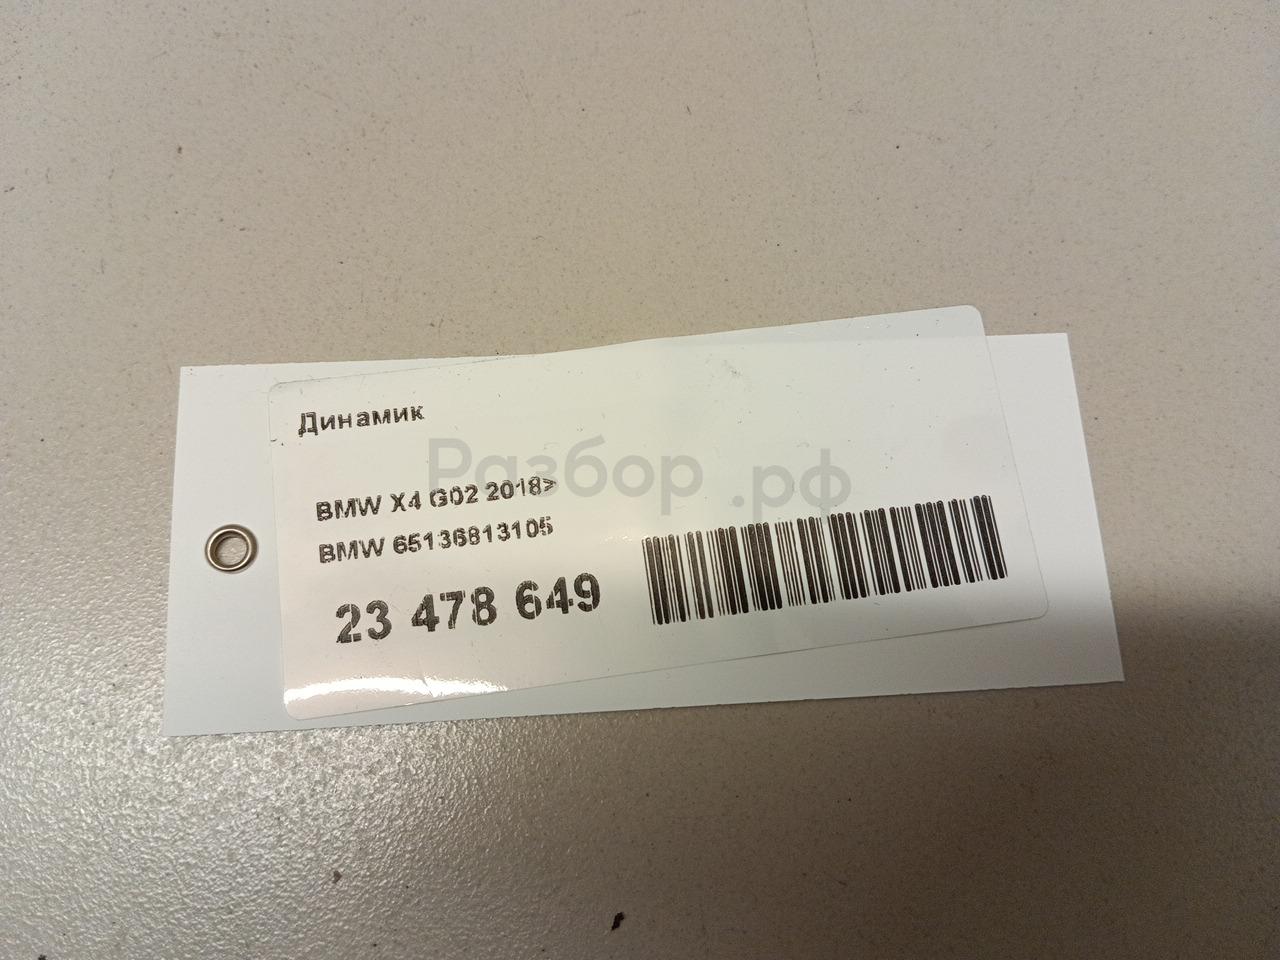 Динамик
Разбор.рф
BMW X4 G02 2018>
BMW 65136813105
23 478 649